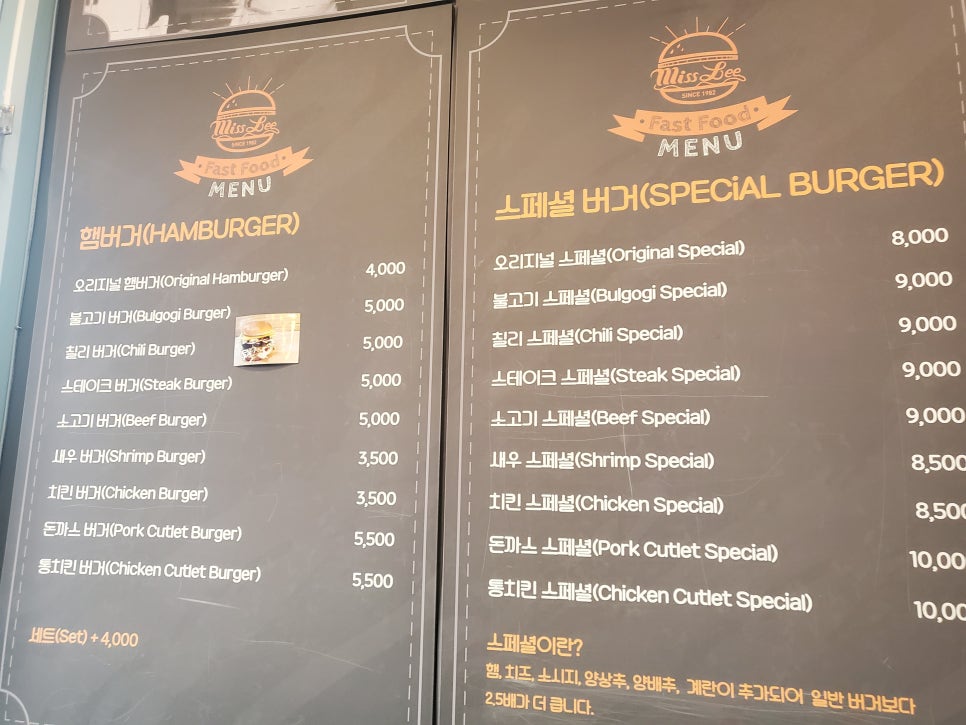 Miss Lee
SINCE 1982
Fast Food
MENU
햄버거(HAMBURGER)
오리지널 햄버거(Original Hamburger) 4,000
불고기 버거(Bulgogi Burger) 5,000
칠리 버거(Chili Burger) 5,000
스테이크 버거(Steak Burger) 5,000
소고기 버거(Beef Burger) 5,000
새우 버거(Shrimp Burger) 3,500
치킨 버거(Chicken Burger) 3,500
돈까스 버거(Pork Cutlet Burger) 5,500
통치킨 버거(Chicken Cutlet Burger) 5,500
세트(Set) + 4,000
Miss Lee
SINCE 1982
Fast Food
MENU
스페셜 버거(SPECiAL BURGER)
오리지널 스페셜(Original Special) 8,000
불고기 스페셜(Bulgogi Special) 9,000
칠리 스페셜(Chili Special) 9,000
스테이크 스페셜(Steak Special) 9,000
소고기 스페셜(Beef Special) 9,000
새우 스페셜(Shrimp Special) 8,500
치킨 스페셜(Chicken Special) 8,500
돈까스 스페셜(Pork Cutlet Special) 10,00
통치킨 스페셜(Chicken Cutlet Special) 10,00
스페셜이란?
햄, 치즈, 소시지, 양상추, 양배추, 계란이 추가되어 일반 버거보다
2.5배가 더 큽니다.